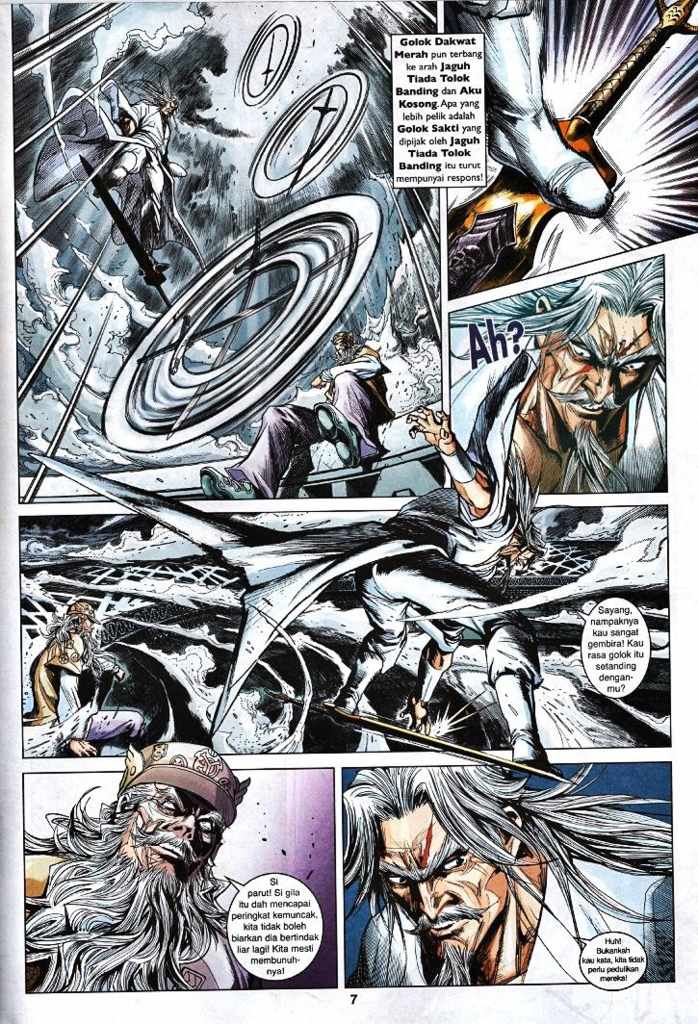 Golok Dakwat
Merah pun terbang
ke arah Jaguh
Tiada Tolok
Banding dan Aku
Kosong. Apa yang
lebih pelik adalah
Golok Sakti yang
dipijak oleh Jaguh
Tiada Tolok
Banding itu turut
mempunyai respons!
Ah?
Sayang,
nampaknya
kau sangat
gembira! Kau
rasa golok itu
setanding
dengan-
mu?
Si
parut! Si gila
itu dah mencapai
peringkat kemuncak,
kita tidak boleh
biarkan dia bertindak
liar lagi! Kita mesti
membunuh-
nya!
Huh!
Bukankah
kau kata, kita tidak
perlu pedulikan
mereka!
7